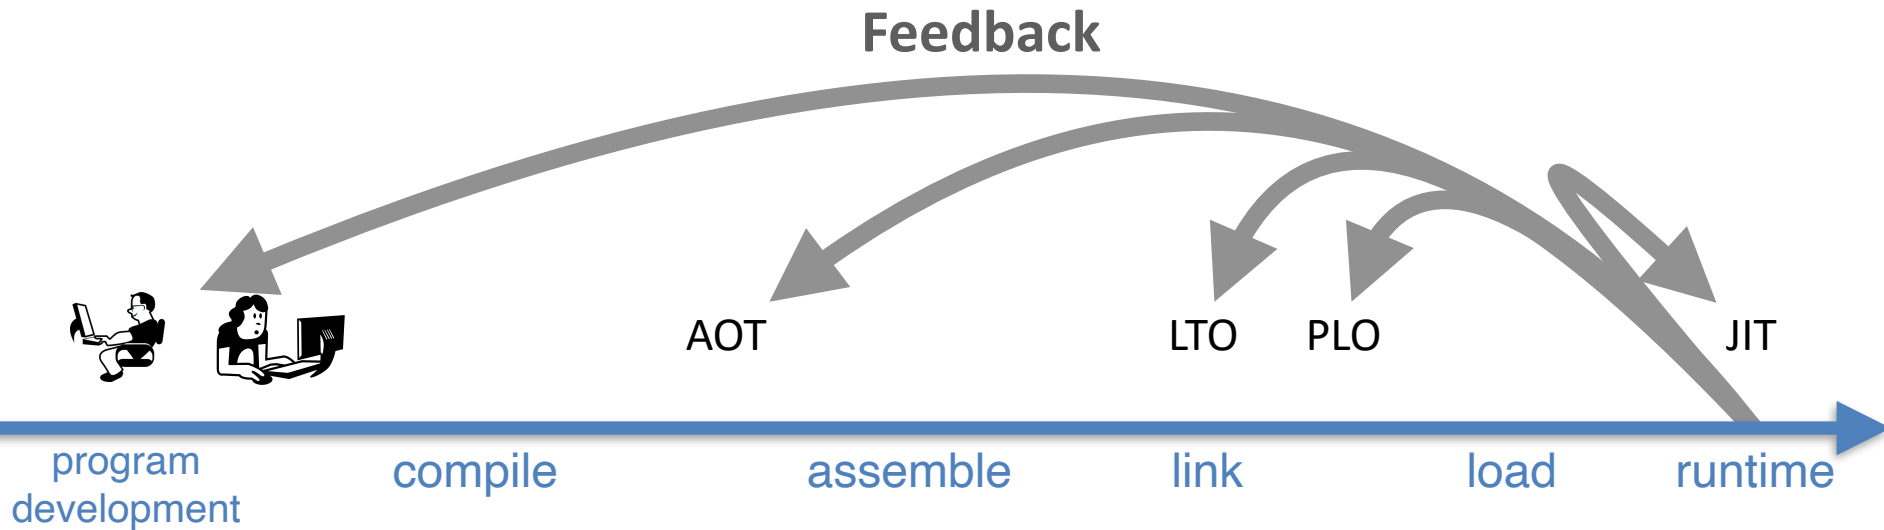 Feedback
AOT
LTO
PLO
JIT
program
development
compile
assemble
link
load
runtime